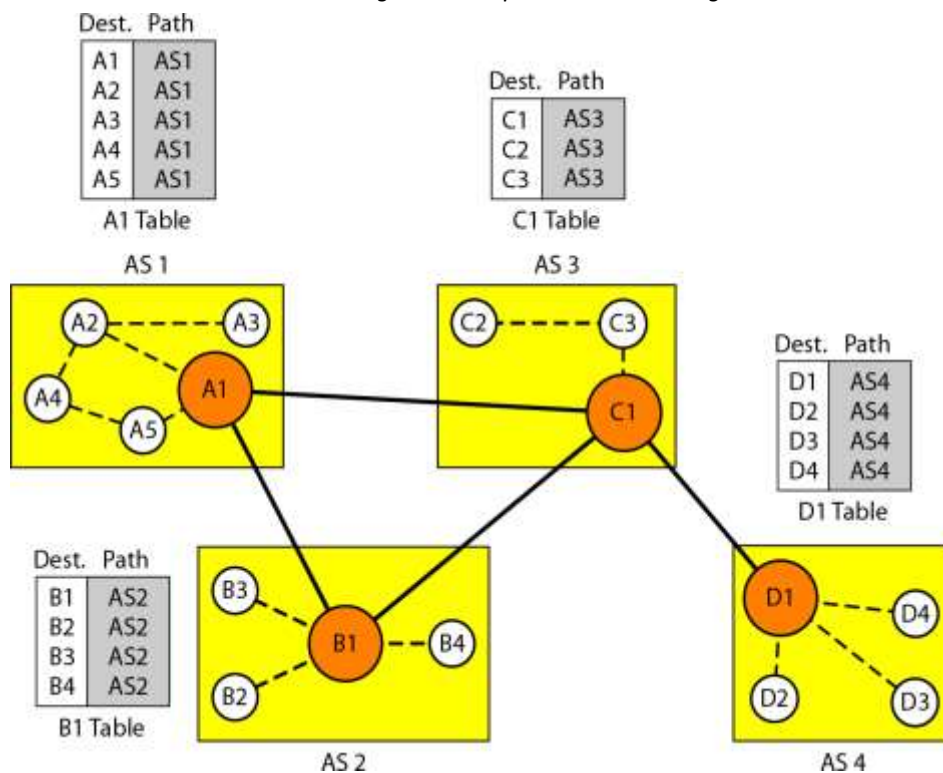 Dest. Path
A1 AS1
A2 AS1
A3 AS1
A4 AS1
A5 AS1
A1 Table
Dest. Path
C1 AS3
C2 AS3
C3 AS3
C1 Table
AS 1
A2
A3
A1
A4
A5
AS 3
C2
C3
C1
Dest. Path
D1 AS4
D2 AS4
D3 AS4
D4 AS4
D1 Table
Dest. Path
B1 AS2
B2 AS2
B3 AS2
B4 AS2
B1 Table
B3
B1
B4
B2
AS 2
D1
D4
D2
D3
AS 4